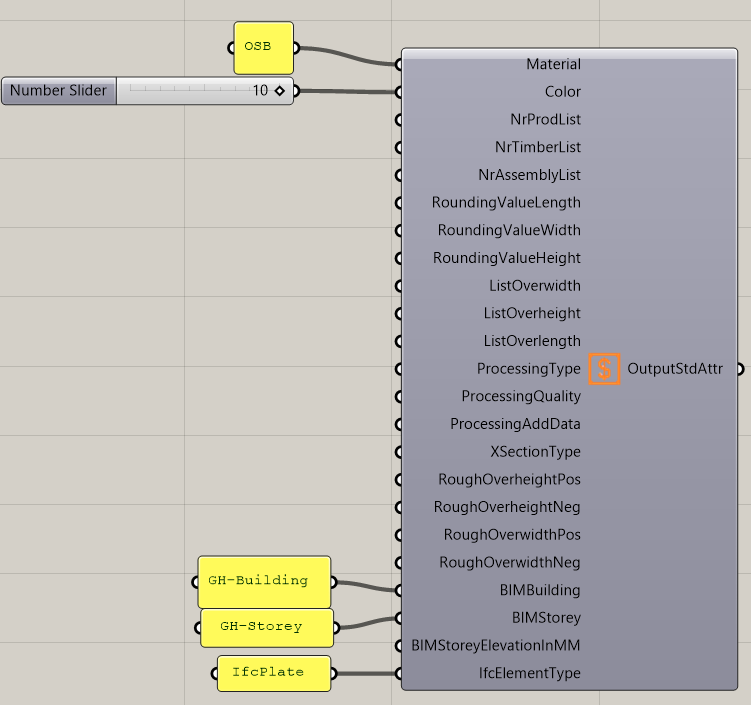 OSB
Number Slider
10
Material
Color
NrProdList
NrTimberList
NrAssemblyList
RoundingValueLength
RoundingValueWidth
RoundingValueHeight
ListOverwidth
ListOverheight
ListOverlength
ProcessingType
$ OutputStdAttr
ProcessingQuality
ProcessingAddData
XSectionType
RoughOverheightPos
RoughOverheightNeg
RoughOverwidthPos
RoughOverwidthNeg
GH-Building
BIMBuilding
GH-Storey
BIMStorey
BIMStoreyElevationInMM
IfcPlate
IfcElementType